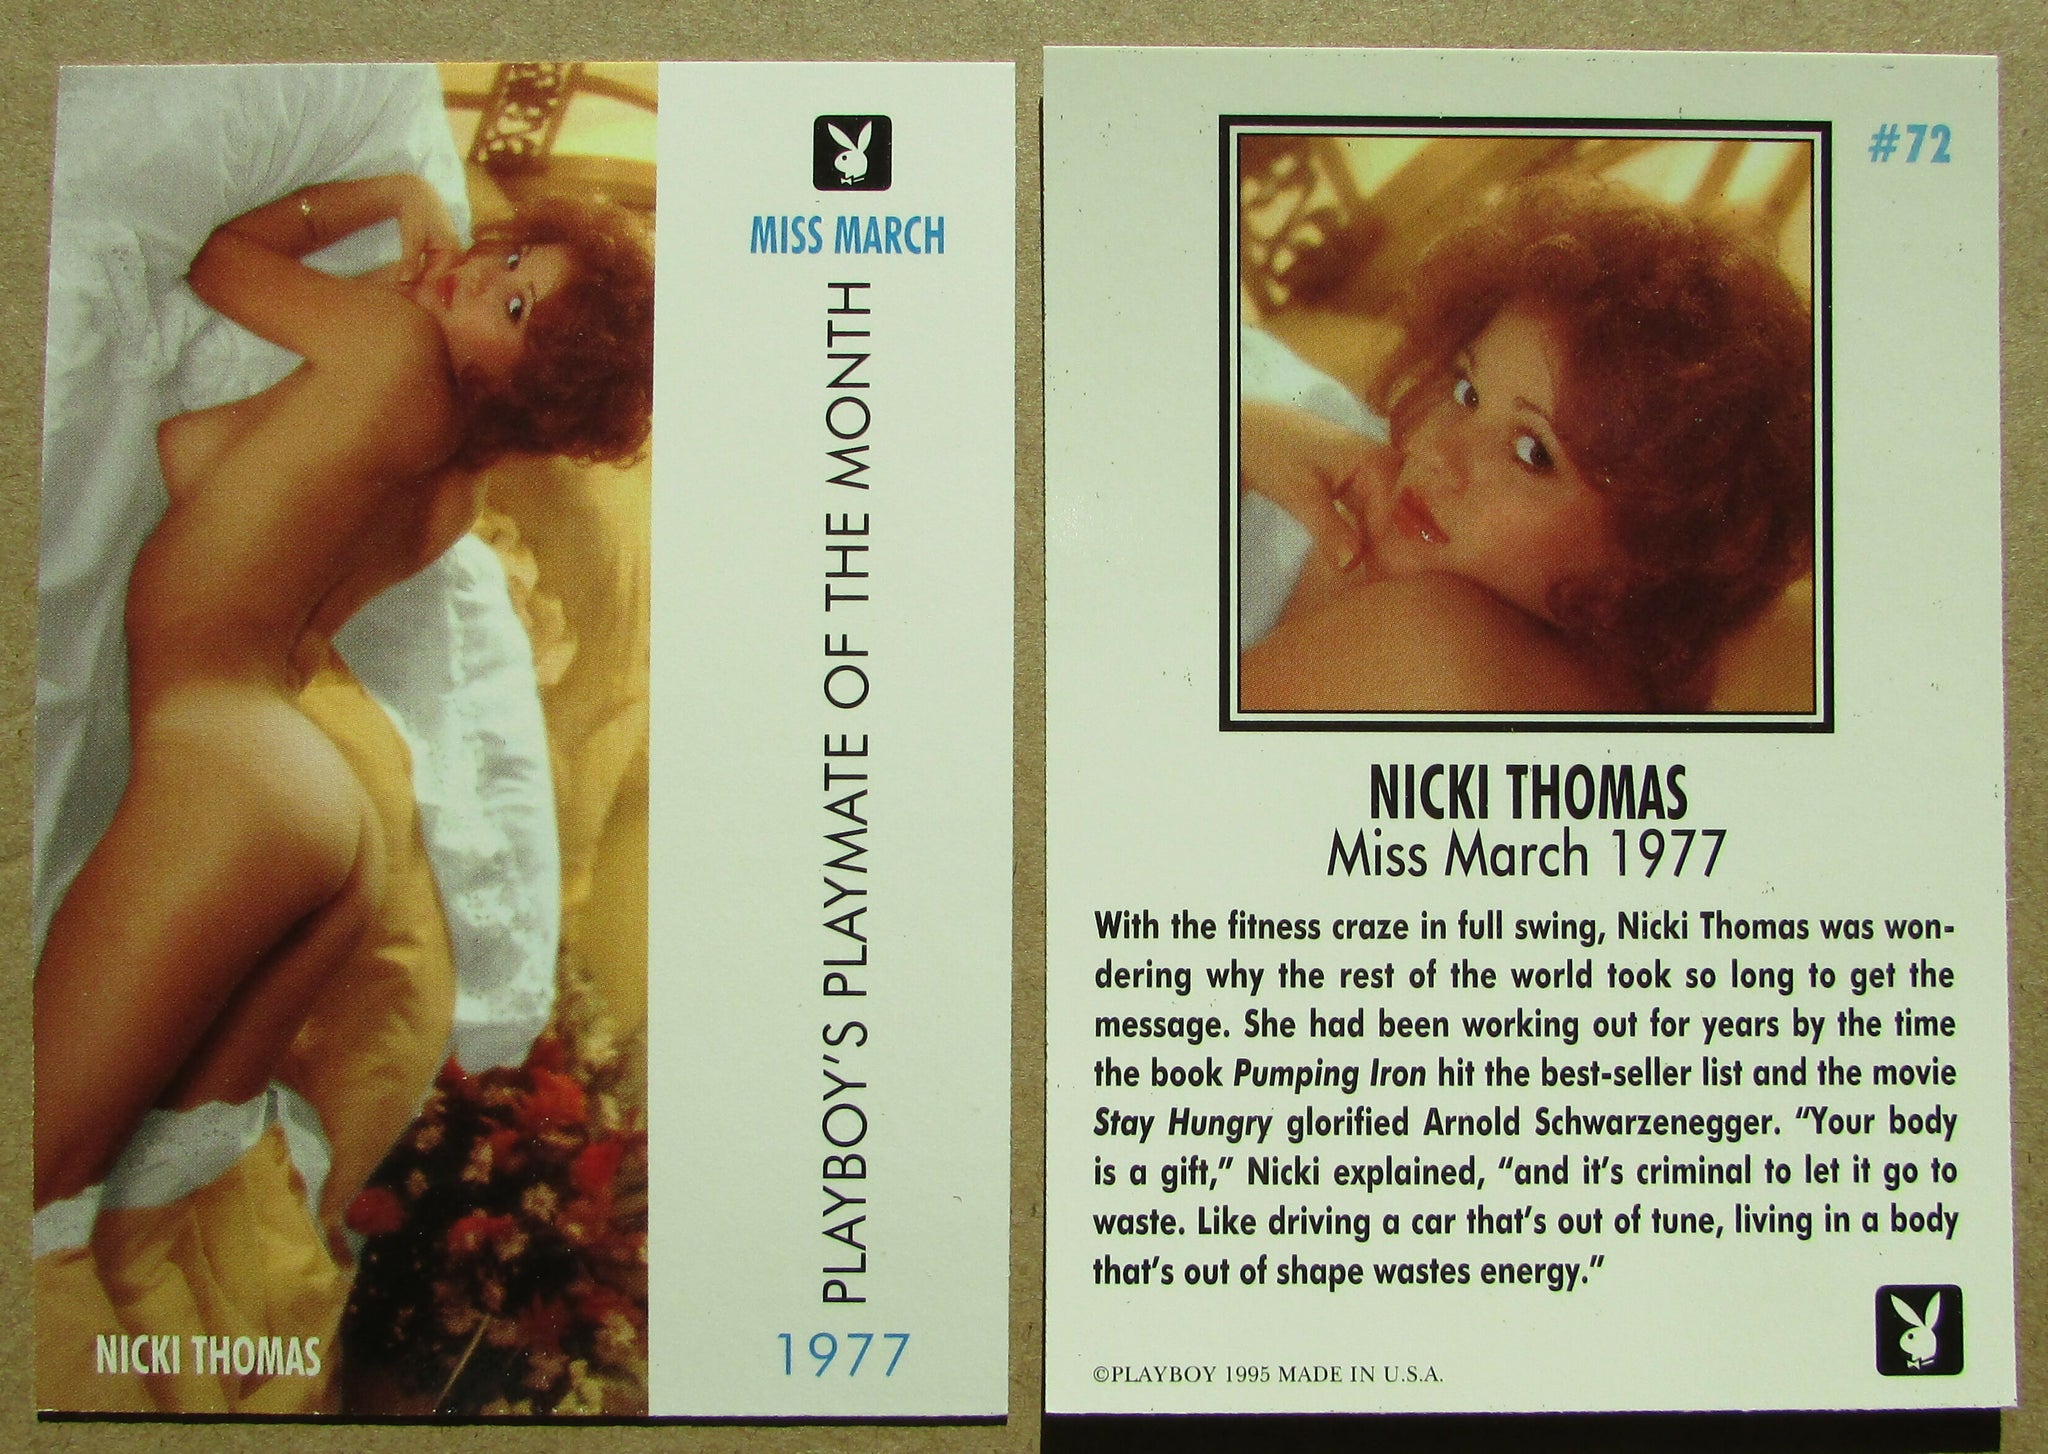 MISS MARCH
PLAYBOY'S PLAYMATE OF THE MONTH
1977
NICKI THOMAS
#72
NICKI THOMAS
Miss March 1977
With the fitness craze in full swing, Nicki Thomas was won-
dering why the rest of the world took so long to get the
message. She had been working out for years by the time
the book Pumping Iron hit the best-seller list and the movie
Stay Hungry glorified Arnold Schwarzenegger. “Your body
is a gift,” Nicki explained, “and it’s criminal to let it go to
waste. Like driving a car that’s out of tune, living in a body
that’s out of shape wastes energy.”
©PLAYBOY 1995 MADE IN U.S.A.